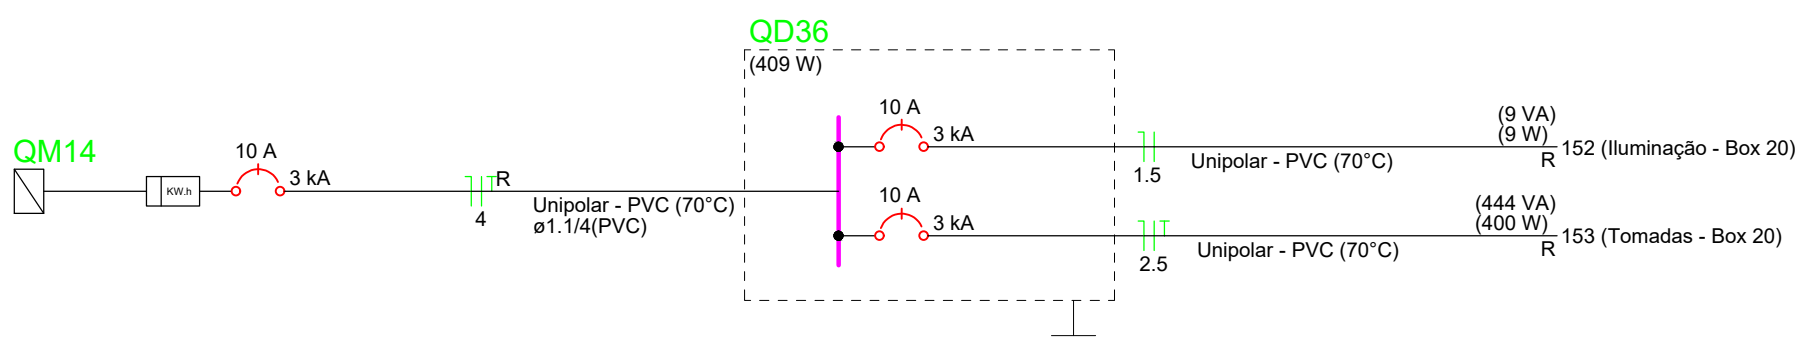 QD36
(409 W)
QM14
KW.h
10 A
3 kA
R
4
Unipolar - PVC (70°C)
ø1.1/4(PVC)
10 A
3 kA
1.5
Unipolar - PVC (70°C)
(9 VA)
(9 W)
R
152 (Iluminação - Box 20)
10 A
3 kA
2.5
Unipolar - PVC (70°C)
(444 VA)
(400 W)
R
153 (Tomadas - Box 20)